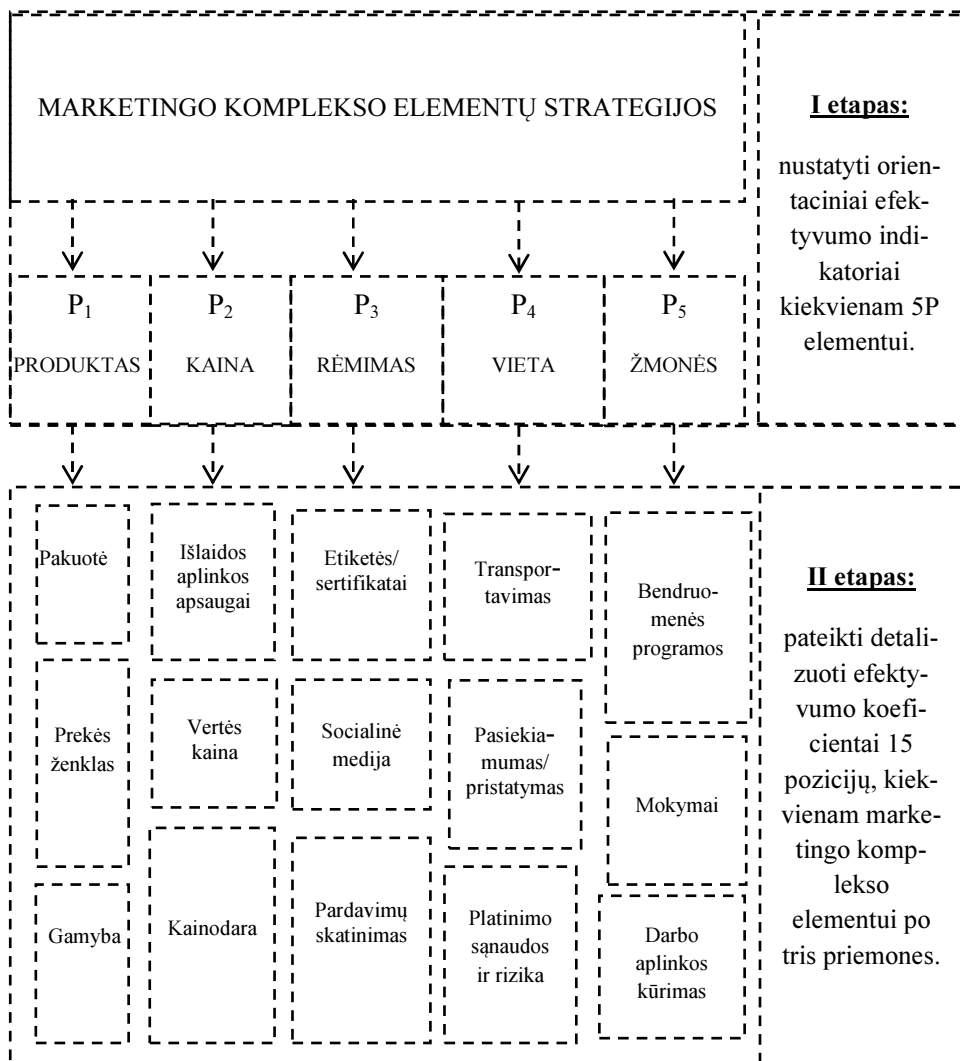 MARKETINGO KOMPLEKSO ELEMENTŲ STRATEGIJOS
I etapas:
nustatyti orien-
taciniai efek-
tyvumo indi-
katoriai
kiekvienam 5P
elementui.
P₁
PRODUKTAS
P₂
KAINA
P₃
RĖMIMAS
P₄
VIETA
P₅
ŽMONĖS
Pakuotė
Prekės
ženklas
Gamyba
Išlaidos
aplinkos
apsaugai
Vertės
kaina
Kainodara
Etiketės/
sertifikatai
Socialinė
medija
Pardavimų
skatinimas
Transpor-
tavimas
Pasiekia-
mumas/
pristatymas
Platinimo
sąnaudos
ir rizika
Bendruo-
menės
programos
Mokymai
Darbo
aplinkos
kūrimas
II etapas:
pateikti detali-
zuoti efekty-
vumo koefi-
cientai 15
pozicijų, kiek-
vienam marke-
tingo komp-
lekso
elementui po
tris priemones.